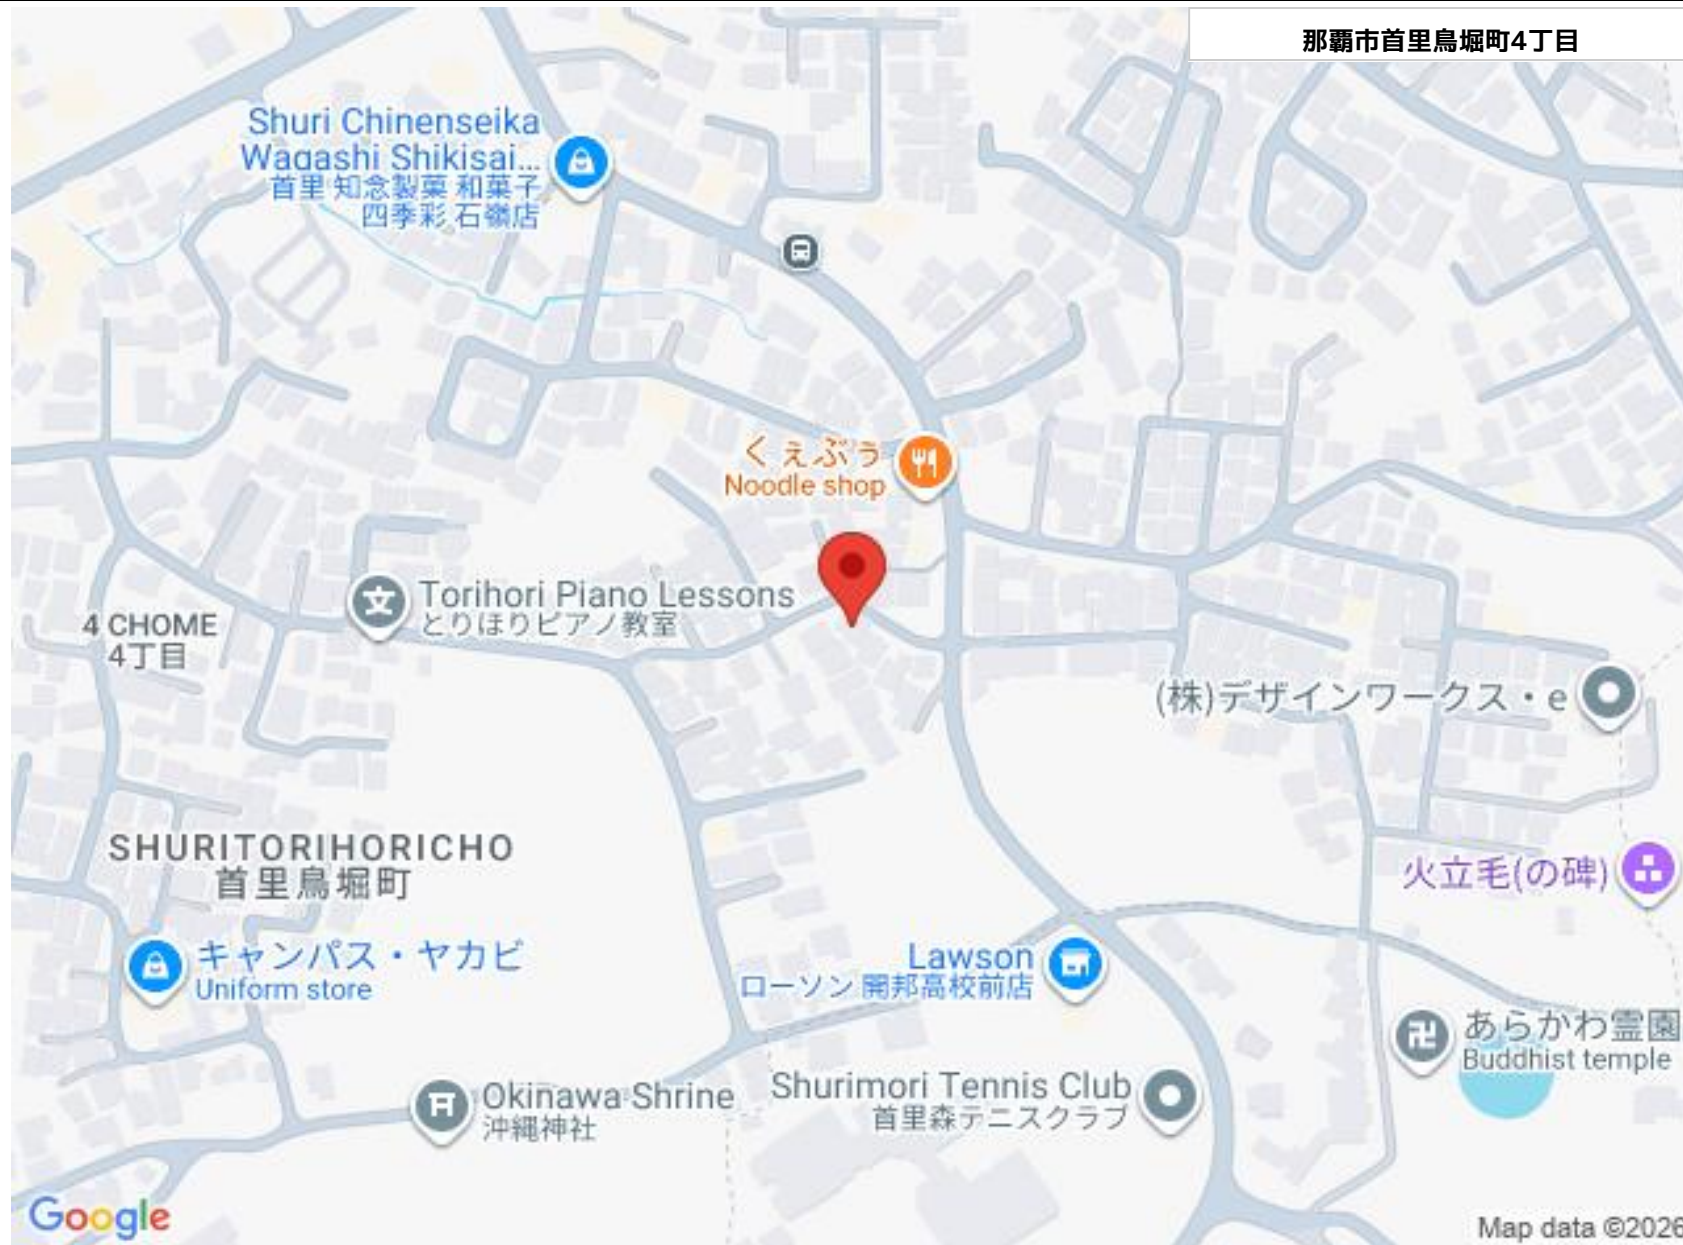 那覇市首里鳥堀町4丁目
Shuri Chinenseika
Wagashi Shikisai...
首里 知念製菓 和菓子
四季彩 石嶺店
くぇぶぅ
Noodle shop
Torihori Piano Lessons
とりほりピアノ教室
4 CHOME
4丁目
(株)デザインワークス・e
SHURITORIHORICHO
首里鳥堀町
火立毛(の碑)
キャンパス・ヤカビ
Uniform store
Lawson
ローソン 開邦高校前店
あらかわ霊園
Buddhist temple
Okinawa Shrine
沖縄神社
Shurimori Tennis Club
首里森テニスクラブ
Google
Map data ©2026